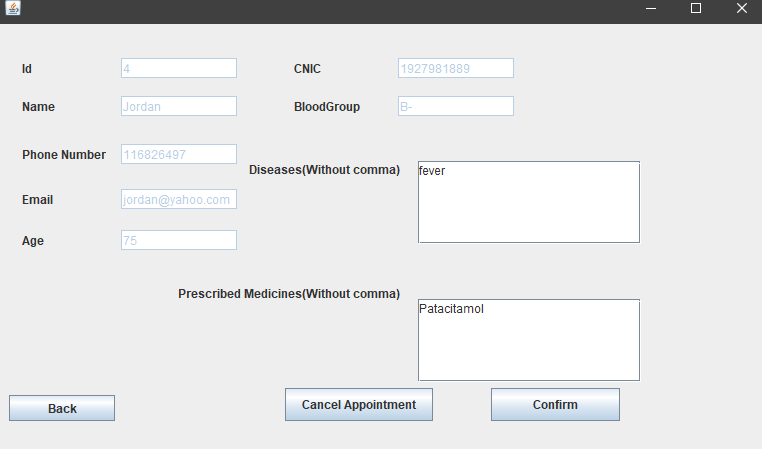 Id 4 CNIC 1927981889
Name Jordan BloodGroup B-
Phone Number 116826497
Diseases(Without comma) fever
Email jordan@yahoo.com
Age 75
Prescribed Medicines(Without comma)
Patacitamol
Back Cancel Appointment Confirm